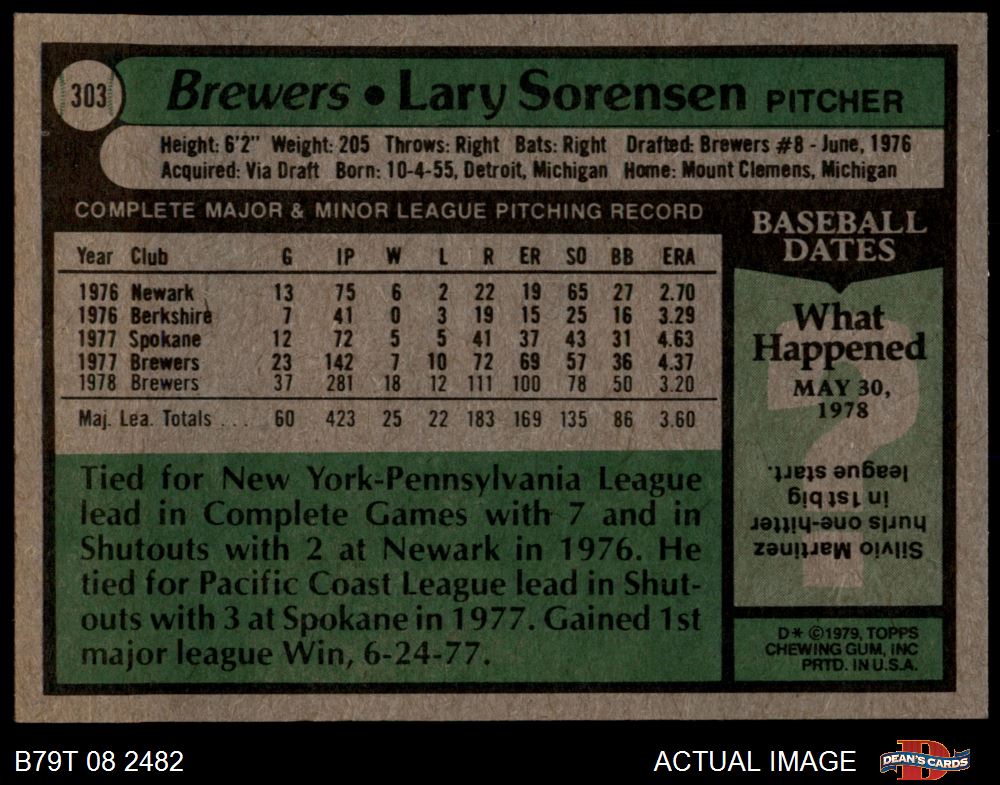 303
Brewers • Lary Sorensen PITCHER
Height: 6'2" Weight: 205 Throws: Right Bats: Right Drafted: Brewers #8 - June, 1976
Acquired: Via Draft Born: 10-4-55, Detroit, Michigan Home: Mount Clemens, Michigan
COMPLETE MAJOR & MINOR LEAGUE PITCHING RECORD
Year Club G IP W L R ER SO BB ERA
1976 Newark 13 75 6 2 22 19 65 27 2.70
1976 Berkshire 7 41 0 3 19 15 25 16 3.29
1977 Spokane 12 72 5 5 41 37 43 31 4.63
1977 Brewers 23 142 7 10 72 69 57 36 4.37
1978 Brewers 37 281 18 12 111 100 78 50 3.20
Maj. Lea. Totals . . . 60 423 25 22 183 169 135 86 3.60
Tied for New York-Pennsylvania League
lead in Complete Games with 7 and in
Shutouts with 2 at Newark in 1976. He
tied for Pacific Coast League lead in Shut-
outs with 3 at Spokane in 1977. Gained 1st
major league Win, 6-24-77.
BASEBALL
DATES
What
Happened
MAY 30,
1978
?
Silvio Martinez
hurls one-hitter
in 1st big
league start.
D* ©1979, TOPPS
CHEWING GUM, INC
PRTD. IN U.S.A.
B79T 08 2482
ACTUAL IMAGE
D
DEAN'S CARDS